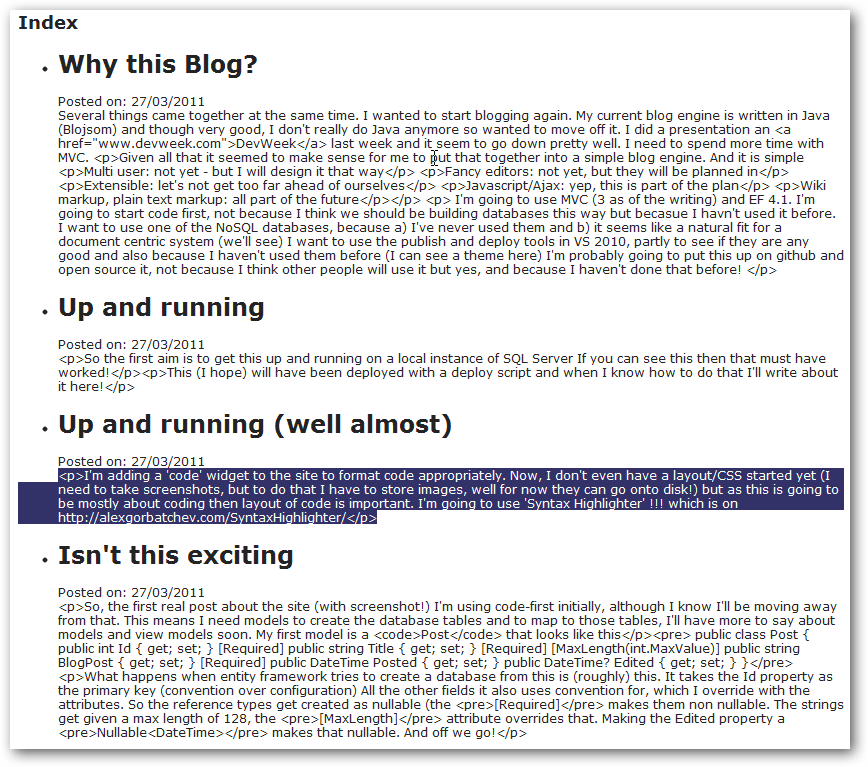 Index
Why this Blog?
Posted on: 27/03/2011
Several things came together at the same time. I wanted to start blogging again. My current blog engine is written in Java
(Blojsom) and though very good, I don't really do Java anymore so wanted to move off it. I did a presentation an <a
href="www.devweek.com">DevWeek</a> last week and it seem to go down pretty well. I need to spend more time with
MVC. <p>Given all that it seemed to make sense for me to put that together into a simple blog engine. And it is simple
<p>Multi user: not yet - but I will design it that way</p> <p>Fancy editors: not yet, but they will be planned in</p>
<p>Extensible: let's not get too far ahead of ourselves</p> <p>Javascript/Ajax: yep, this is part of the plan</p> <p>Wiki
markup, plain text markup: all part of the future</p></p> <p> I'm going to use MVC (3 as of the writing) and EF 4.1. I'm
going to start code first, not because I think we should be building databases this way but becasue I havn't used it before.
I want to use one of the NoSQL databases, because a) I've never used them and b) it seems like a natural fit for a
document centric system (we'll see) I want to use the publish and deploy tools in VS 2010, partly to see if they are any
good and also because I haven't used them before (I can see a theme here) I'm probably going to put this up on github and
open source it, not because I think other people will use it but yes, and because I haven't done that before! </p>
Up and running
Posted on: 27/03/2011
<p>So the first aim is to get this up and running on a local instance of SQL Server If you can see this then that must have
worked!</p><p>This (I hope) will have been deployed with a deploy script and when I know how to do that I'll write about
it here!</p>
Up and running (well almost)
Posted on: 27/03/2011
<p>I'm adding a 'code' widget to the site to format code appropriately. Now, I don't even have a layout/CSS started yet (I
need to take screenshots, but to do that I have to store images, well for now they can go onto disk!) but as this is going to
be mostly about coding then layout of code is important. I'm going to use 'Syntax Highlighter' !!! which is on
http://alexgorbatchev.com/SyntaxHighlighter/</p>
Isn't this exciting
Posted on: 27/03/2011
<p>So, the first real post about the site (with screenshot!) I'm using code-first initially, although I know I'll be moving away
from that. This means I need models to create the database tables and to map to those tables, I'll have more to say about
models and view models soon. My first model is a <code>Post</code> that looks like this</p><pre> public class Post {
public int Id { get; set; } [Required] public string Title { get; set; } [Required] [MaxLength(int.MaxValue)] public string
BlogPost { get; set; } [Required] public DateTime Posted { get; set; } public DateTime? Edited { get; set; } }</pre>
<p>What happens when entity framework tries to create a database from this is (roughly) this. It takes the Id property as
the primary key (convention over configuration) All the other fields it also uses convention for, which I override with the
attributes. So the reference types get created as nullable (the <pre>[Required]</pre> makes them non nullable. The strings
get given a max length of 128, the <pre>[MaxLength]</pre> attribute overrides that. Making the Edited property a
<pre>Nullable<DateTime></pre> makes that nullable. And off we go!</p>